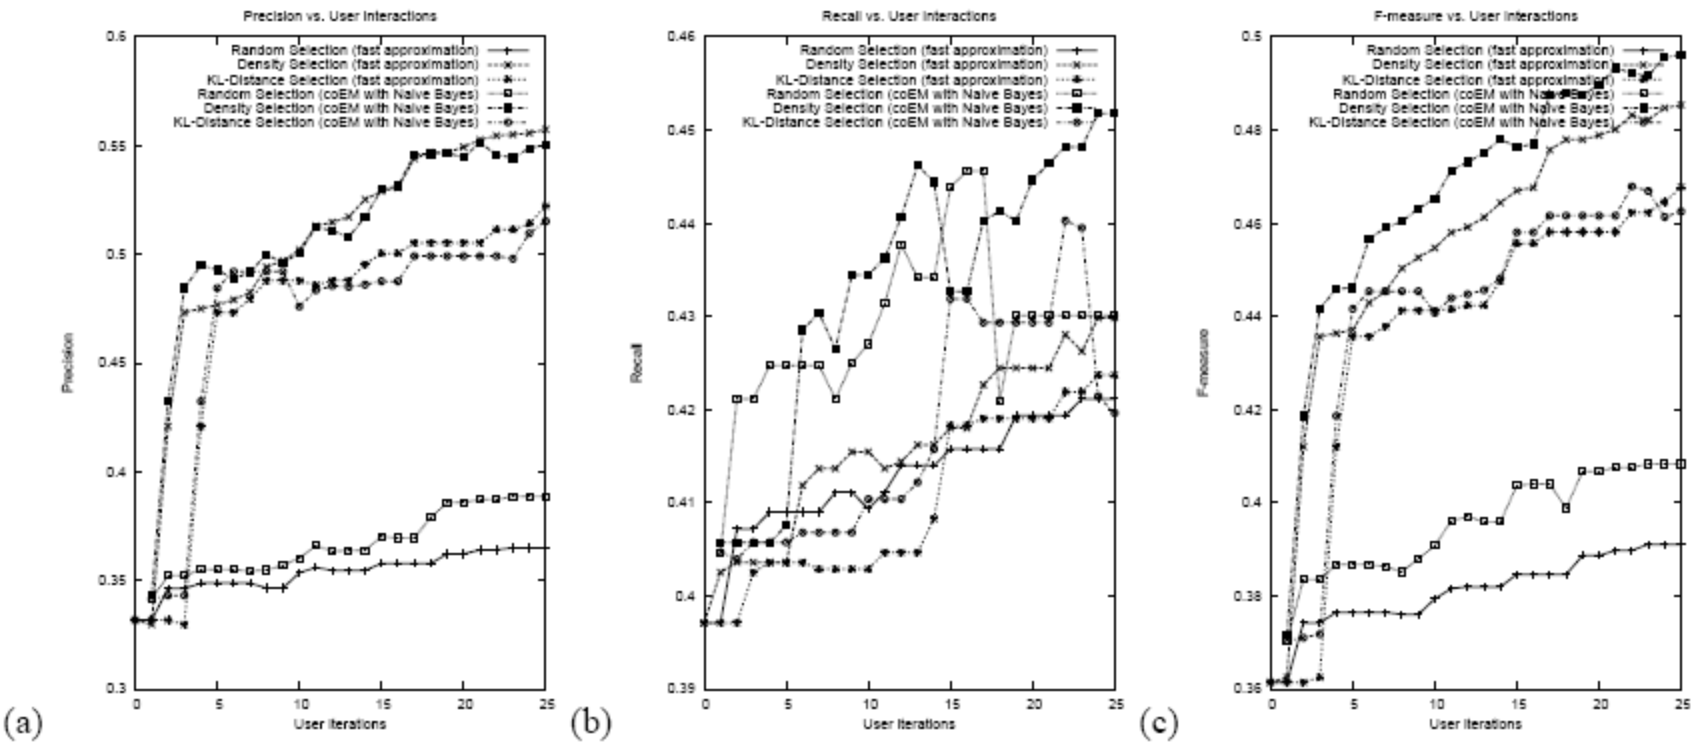 Precision vs. User Interactions
0.6
0.55
0.5
0.45
0.4
0.35
0.3
Precision
Random Selection (fast approximation)
Density Selection (fast approximation)
KL-Distance Selection (fast approximation)
Random Selection (coEM with Naive Bayes)
Density Selection (coEM with Naive Bayes)
KL-Distance Selection (coEM with Naive Bayes)
0 5 10 15 20 25
User Iterations
(a)
Recall vs. User Interactions
0.46
0.45
0.44
0.43
0.42
0.41
0.4
0.39
Recall
Random Selection (fast approximation)
Density Selection (fast approximation)
KL-Distance Selection (fast approximation)
Random Selection (coEM with Naive Bayes)
Density Selection (coEM with Naive Bayes)
KL-Distance Selection (coEM with Naive Bayes)
0 5 10 15 20 25
User Iterations
(b)
F-measure vs. User Interactions
0.5
0.48
0.46
0.44
0.42
0.4
0.38
0.36
F-measure
Random Selection (fast approximation)
Density Selection (fast approximation)
KL-Distance Selection (fast approximation)
Random Selection (coEM with Naive Bayes)
Density Selection (coEM with Naive Bayes)
KL-Distance Selection (coEM with Naive Bayes)
0 5 10 15 20 25
User Iterations
(c)